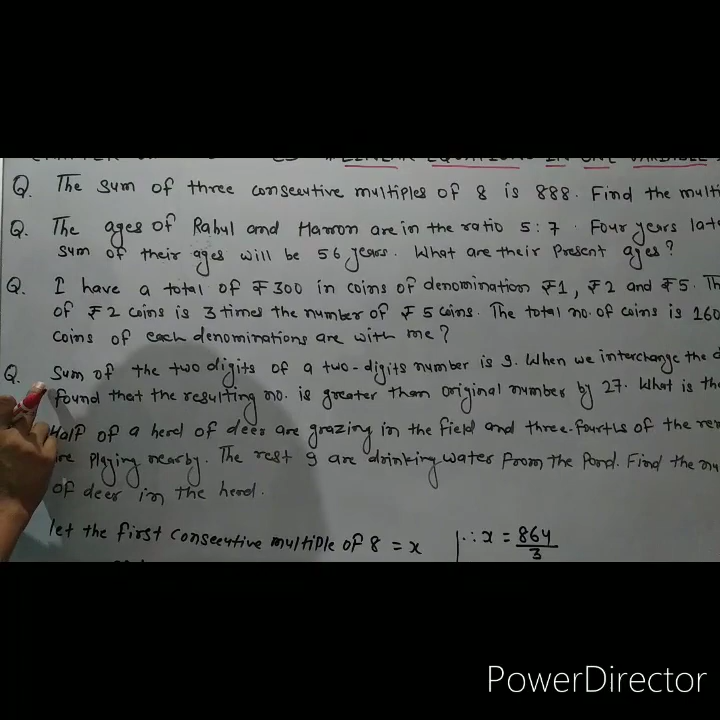 LINEAR EQUATIONS IN ONE VARIABLE
Q. The sum of three consecutive multiples of 8 is 888. Find the multi
Q. The ages of Rahul and Haroon are in the ratio 5:7. Four years late
sum of their ages will be 56 years. What are their Present ages?
Q. I have a total of ₹300 in coins of denomination ₹1, ₹2 and ₹5. Th
of ₹2 coins is 3 times the number of ₹5 coins. The total no. of coins is 160
coins of each denominations are with me?
Q. Sum of the two digits of a two-digits number is 9. When we interchange the d
found that the resulting no. is greater than original number by 27. What is the
Half of a herd of deer are grazing in the field and three-fourths of the rem
are playing nearby. The rest 9 are drinking water from the Pond. Find the nu
of deer in the herd.
let the first consecutive multiple of 8 = x
∴ x = 864/3
PowerDirector